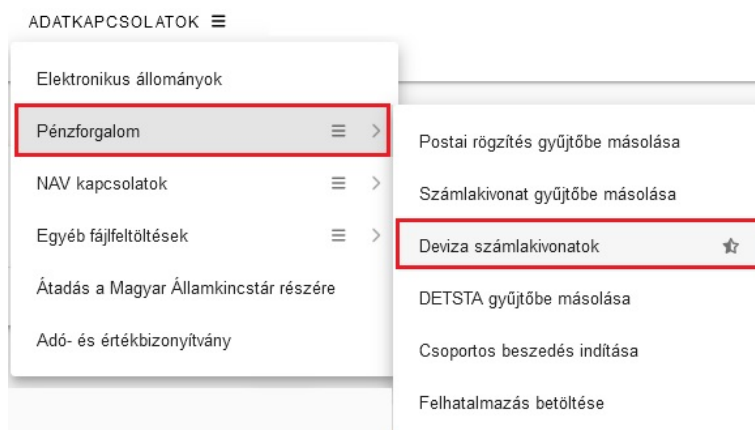 ADATKAPCSOLATOK
Elektronikus állományok
Pénzforgalom
NAV kapcsolatok
Egyéb fájlfeltöltések
Átadás a Magyar Államkincstár részére
Adó- és értékbizonyítvány
Postai rögzítés gyűjtőbe másolása
Számlakivonat gyűjtőbe másolása
Deviza számlakivonatok
DETSTA gyűjtőbe másolása
Csoportos beszedés indítása
Felhatalmazás betöltése